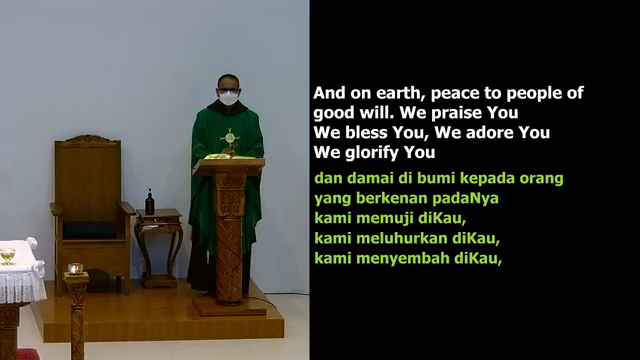 And on earth, peace to people of
good will. We praise You
We bless You, We adore You
We glorify You
dan damai di bumi kepada orang
yang berkenan padaNya
kami memuji diKau,
kami meluhurkan diKau,
kami menyembah diKau,